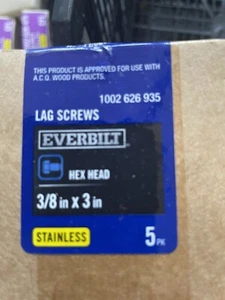 THIS PRODUCT IS APPROVED FOR USE WITH
A.C.Q. WOOD PRODUCTS.
1002 626 935
LAG SCREWS
EVERBILT
HEX HEAD
3/8 in x 3 in
STAINLESS
5 PK